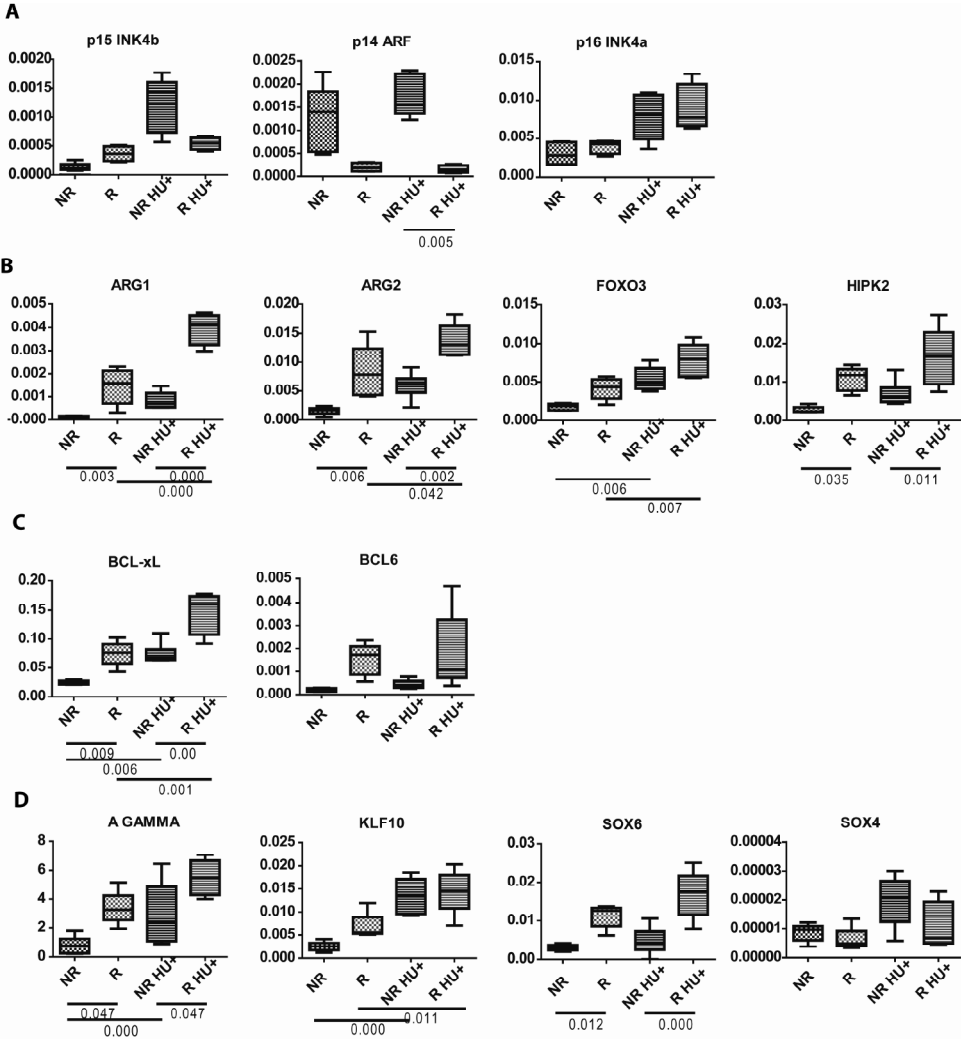 A
p15 INK4b
0.0020
0.0015
0.0010
0.0005
0.0000
NR
R
NR HU+
R HU+
p14 ARF
0.0025
0.0020
0.0015
0.0010
0.0005
0.0000
NR
R
NR HU+
R HU+
0.005
p16 INK4a
0.015
0.010
0.005
0.000
NR
R
NR HU+
R HU+
B
ARG1
0.005
0.004
0.003
0.002
0.001
-0.000
NR
R
NR HU+
R HU+
0.003
0.000
0.000
ARG2
0.020
0.015
0.010
0.005
0.000
NR
R
NR HU+
R HU+
0.006
0.002
0.042
FOXO3
0.015
0.010
0.005
0.000
NR
R
NR HU+
R HU+
0.006
0.007
HIPK2
0.03
0.02
0.01
0.00
NR
R
NR HU+
R HU+
0.035
0.011
C
BCL-xL
0.20
0.15
0.10
0.05
0.00
NR
R
NR HU+
R HU+
0.009
0.00
0.006
0.001
BCL6
0.005
0.004
0.003
0.002
0.001
0.000
NR
R
NR HU+
R HU+
D
A GAMMA
8
6
4
2
0
NR
R
NR HU+
R HU+
0.047
0.047
0.000
KLF10
0.025
0.020
0.015
0.010
0.005
0.000
NR
R
NR HU+
R HU+
0.011
0.000
SOX6
0.03
0.02
0.01
0.00
NR
R
NR HU+
R HU+
0.012
0.000
SOX4
0.00004
0.00003
0.00002
0.00001
0.00000
NR
R
NR HU+
R HU+